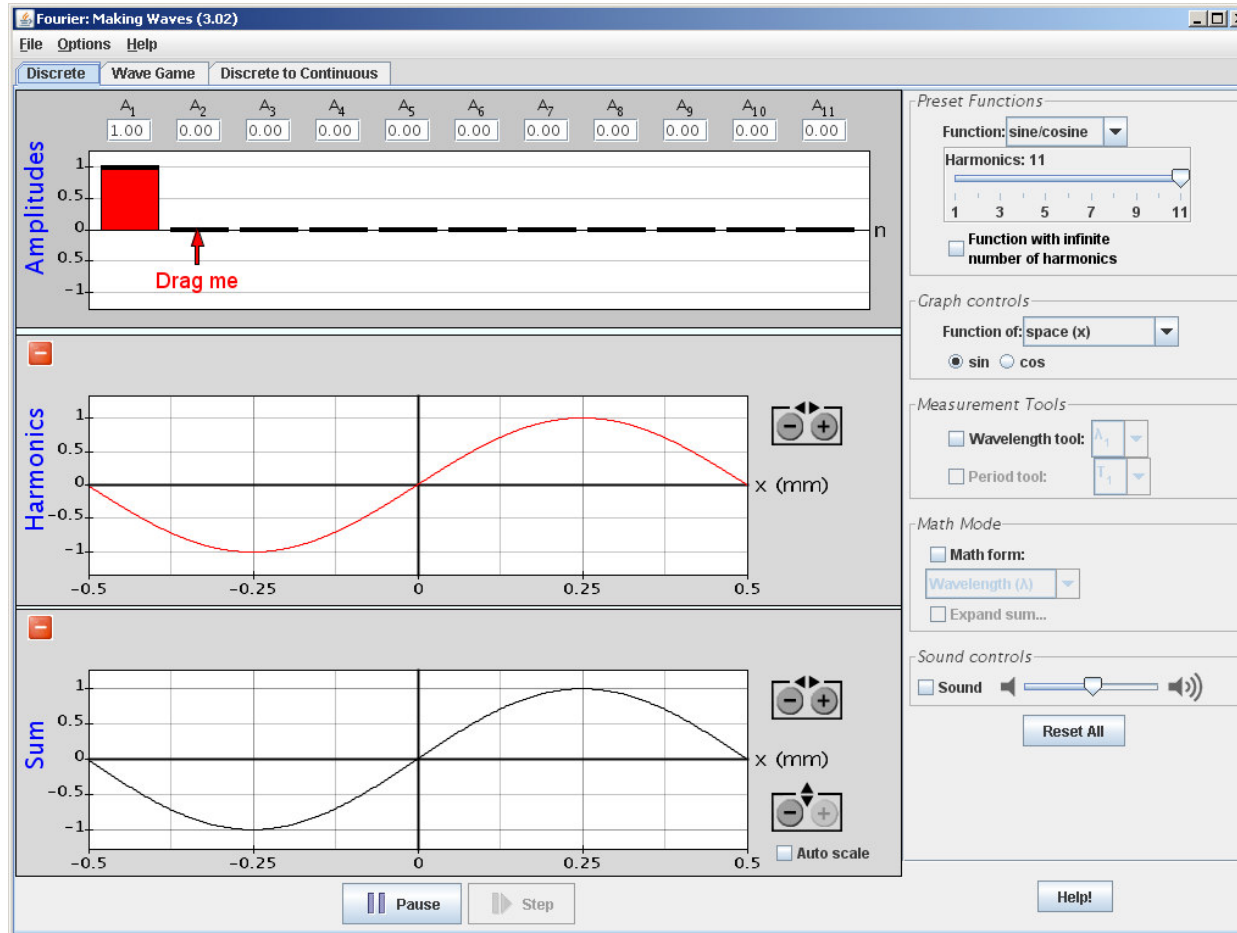 Fourier: Making Waves (3.02)
File Options Help
Discrete Wave Game Discrete to Continuous
A1 A2 A3 A4 A5 A6 A7 A8 A9 A10 A11
1.00 0.00 0.00 0.00 0.00 0.00 0.00 0.00 0.00 0.00 0.00
Amplitudes
1
0.5
0
0.5
-1
n
Drag me
Harmonics
1
0.5
0
-0.5
-1
x (mm)
-0.5 -0.25 0 0.25 0.5
Sum
1
0.5
0
-0.5
-1
x (mm)
-0.5 -0.25 0 0.25 0.5
Auto scale
Pause Step
Preset Functions
Function: sine/cosine
Harmonics: 11
1 3 5 7 9 11
Function with infinite
number of harmonics
Graph controls
Function of: space (x)
sin cos
Measurement Tools
Wavelength tool: λ1
Period tool: T1
Math Mode
Math form:
Wavelength (λ)
Expand sum...
Sound controls
Sound
Reset All
Help!